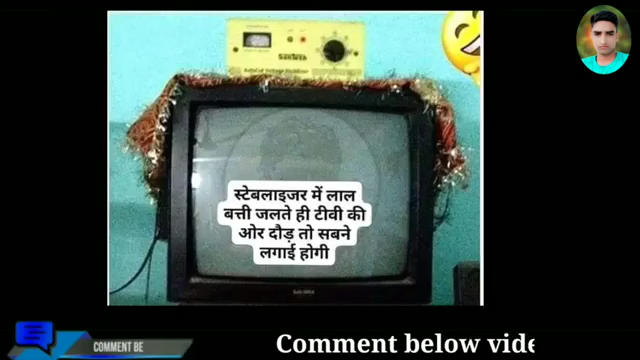 स्टेबलाइजर में लाल
बत्ती जलते ही टीवी की
ओर दौड़ तो सबने
लगाई होगी
COMMENT BE
Comment below vide